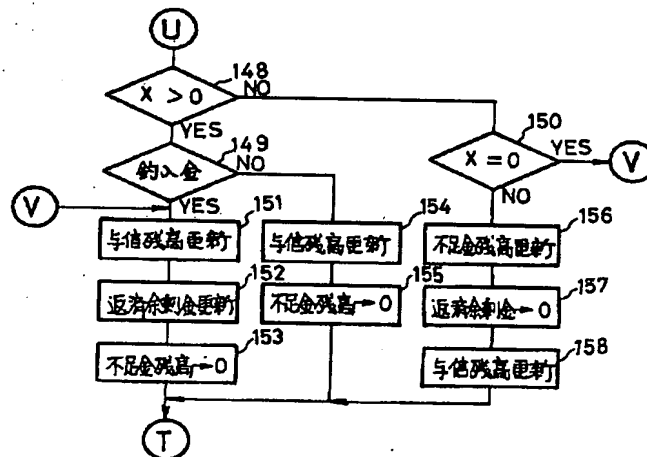 U
148
X > 0
NO
YES
149
釣入金
NO
YES
150
X = 0
YES
V
NO
V
151
与信残高更新
152
返済余剰金更新
153
不足金残高→0
154
与信残高更新
155
不足金残高→0
156
不足金残高更新
157
返済余剰金→0
158
与信残高更新
T